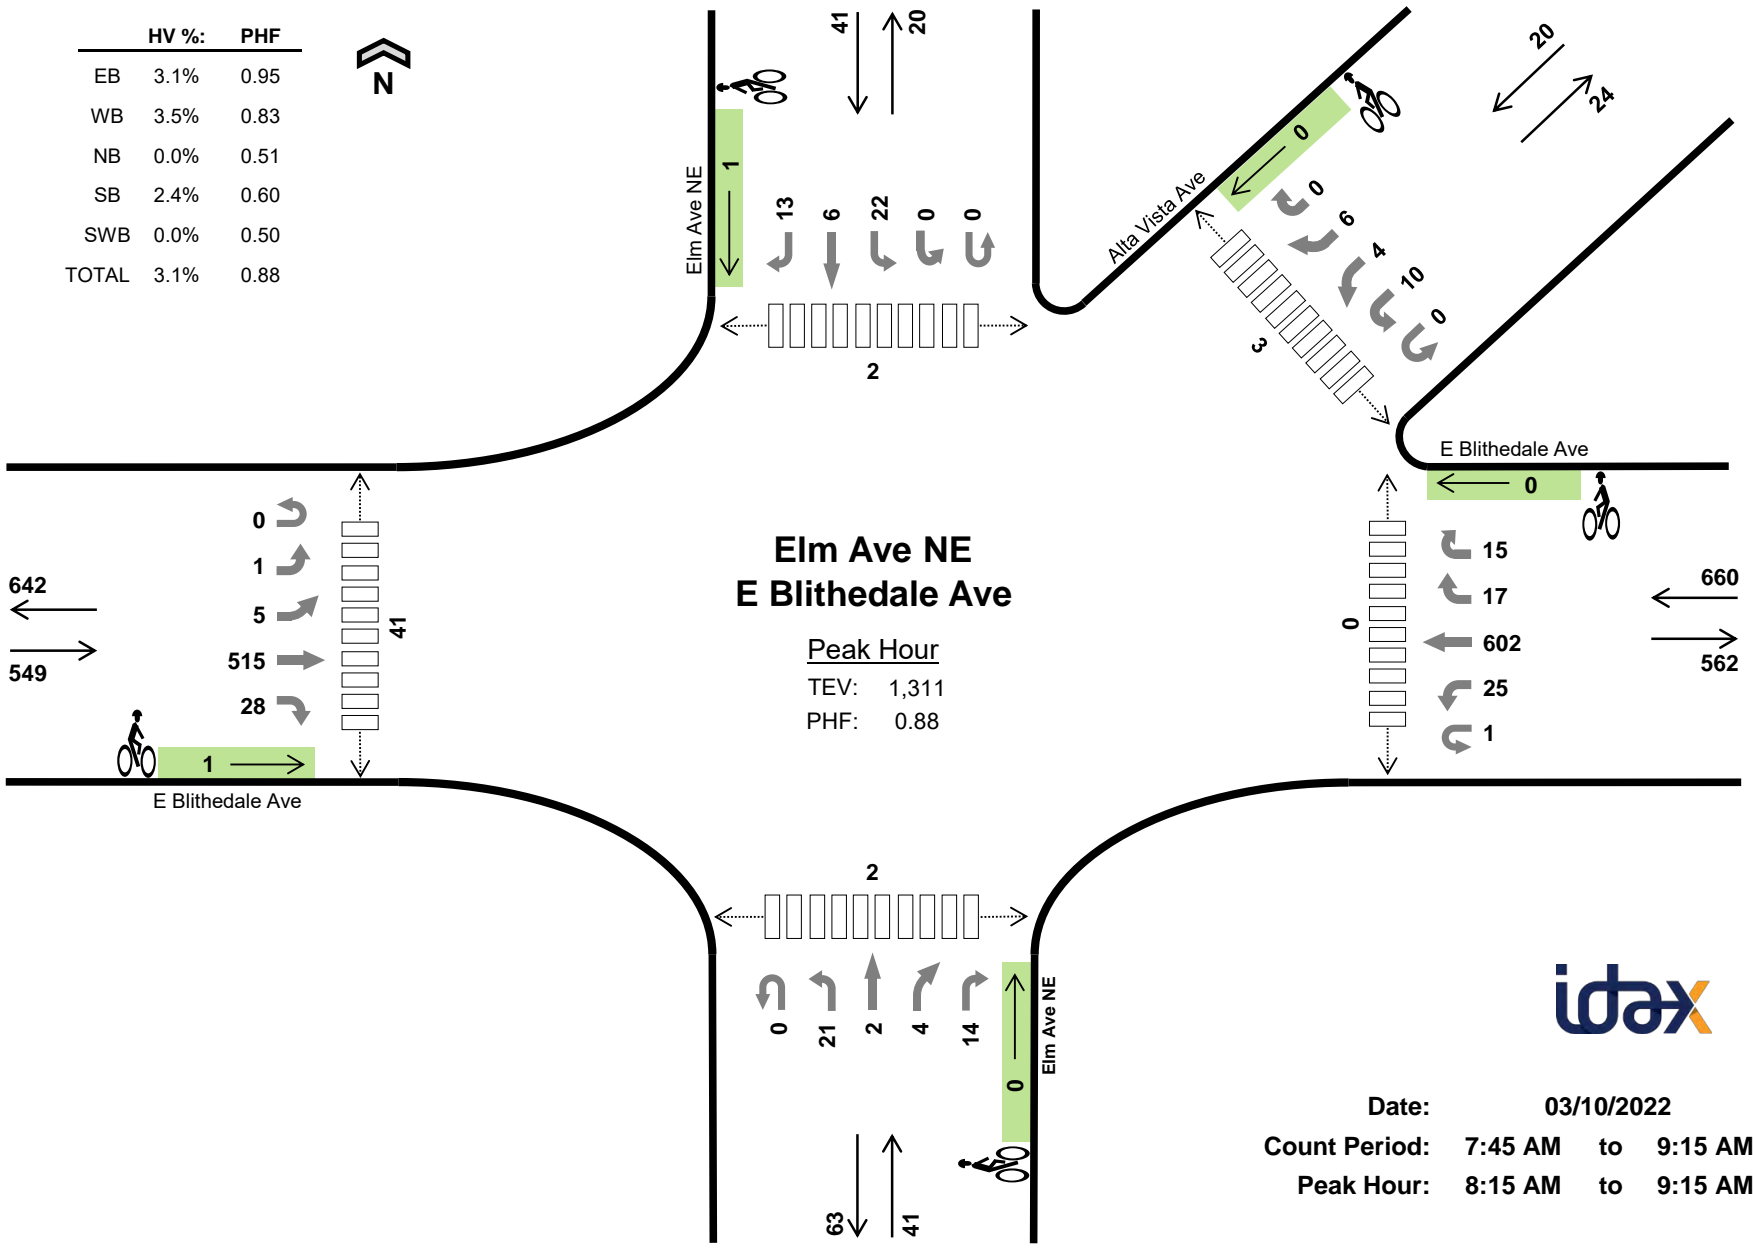 HV %: PHF
EB 3.1% 0.95
WB 3.5% 0.83
NB 0.0% 0.51
SB 2.4% 0.60
SWB 0.0% 0.50
TOTAL 3.1% 0.88
N
41
20
20
24
Elm Ave NE
1
13 6 22 0 0
2
Alta Vista Ave
0
0
6
4
10
0
3
E Blithedale Ave
0
0
1
5
515
28
41
642
549
1
E Blithedale Ave
Elm Ave NE
E Blithedale Ave
Peak Hour
TEV: 1,311
PHF: 0.88
0
15
17
602
25
1
660
562
2
0 21 2 4 14
0
Elm Ave NE
63
41
idax
Date: 03/10/2022
Count Period: 7:45 AM to 9:15 AM
Peak Hour: 8:15 AM to 9:15 AM